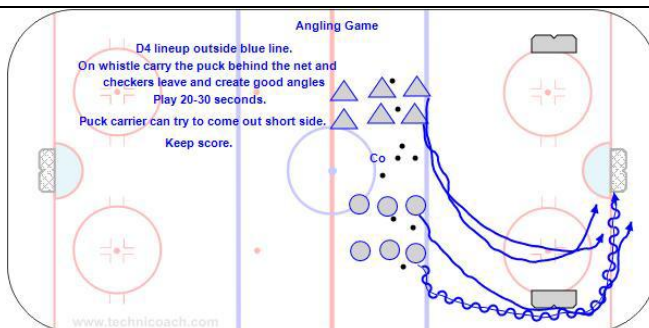 Angling Game
D4 lineup outside blue line.
On whistle carry the puck behind the net and
checkers leave and create good angles
Play 20-30 seconds.
Puck carrier can try to come out short side.
Keep score.
Co
www.technicoach.com